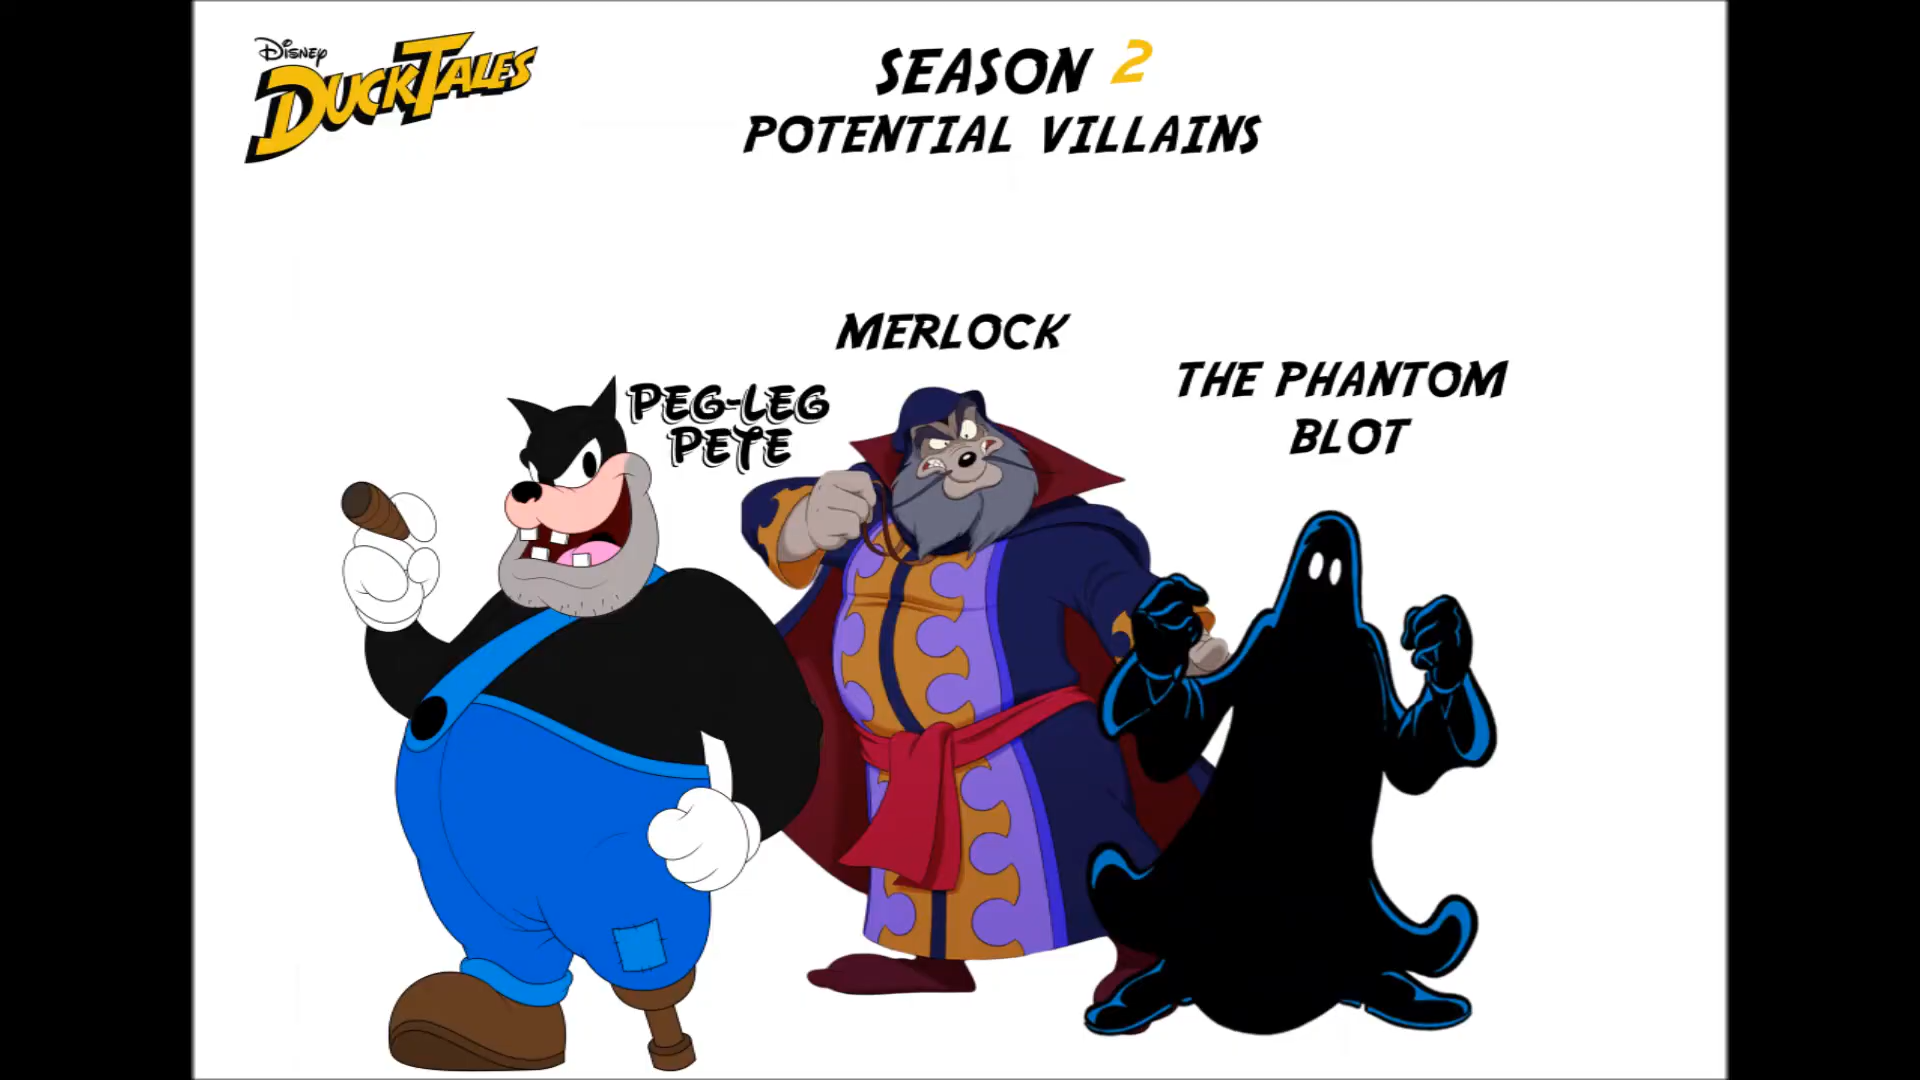 DISNEY
DUCKTALES
SEASON 2
POTENTIAL VILLAINS
MERLOCK
PEG-LEG
PETE
THE PHANTOM
BLOT